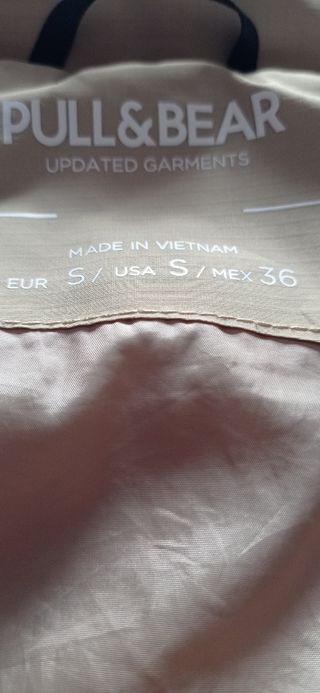 PULL&BEAR
UPDATED GARMENTS
MADE IN VIETNAM
EUR S / USA S / MEX 36